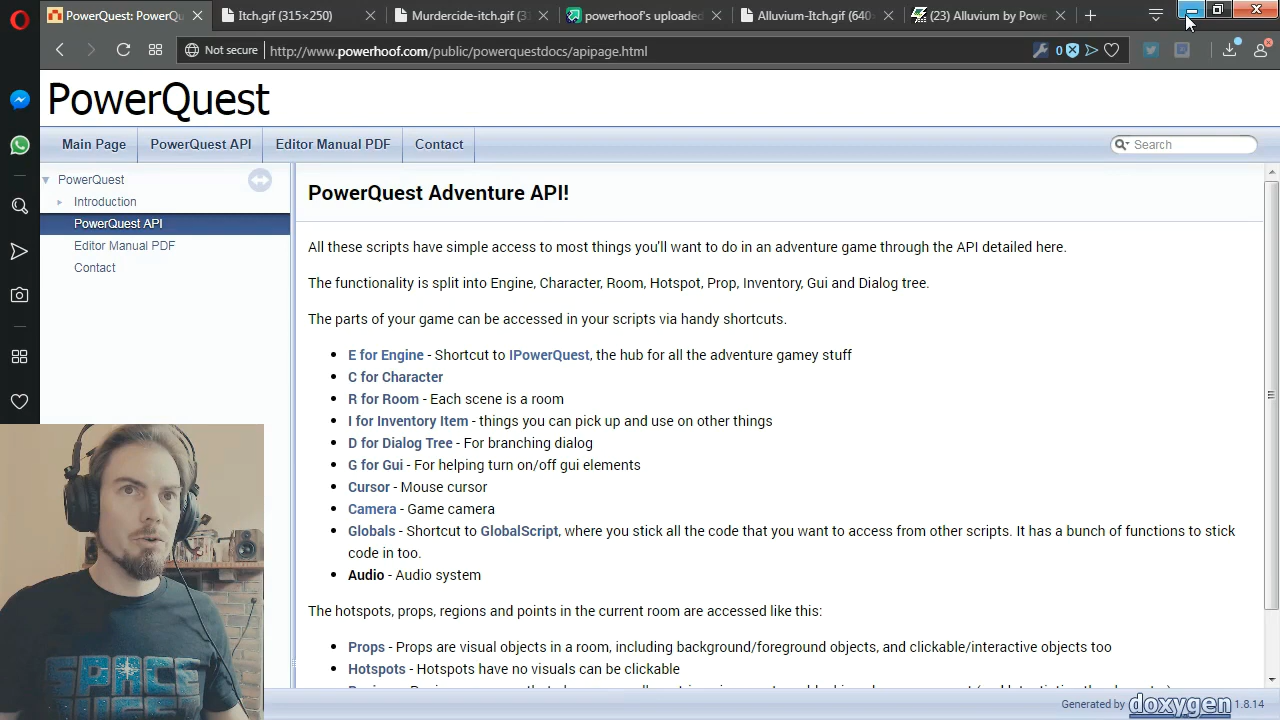 PowerQuest: PowerQu
Itch.gif (315×250)
Murdercide-itch.gif (3
powerhoof's uploaded
Alluvium-Itch.gif (640×
(23) Alluvium by Powe
Not secure
http://www.powerhoof.com/public/powerquestdocs/apipage.html
0
PowerQuest
Main Page
PowerQuest API
Editor Manual PDF
Contact
Search
PowerQuest
Introduction
PowerQuest API
Editor Manual PDF
Contact
PowerQuest Adventure API!
All these scripts have simple access to most things you'll want to do in an adventure game through the API detailed here.
The functionality is split into Engine, Character, Room, Hotspot, Prop, Inventory, Gui and Dialog tree.
The parts of your game can be accessed in your scripts via handy shortcuts.
E for Engine - Shortcut to IPowerQuest, the hub for all the adventure gamey stuff
C for Character
R for Room - Each scene is a room
I for Inventory Item - things you can pick up and use on other things
D for Dialog Tree - For branching dialog
G for Gui - For helping turn on/off gui elements
Cursor - Mouse cursor
Camera - Game camera
Globals - Shortcut to GlobalScript, where you stick all the code that you want to access from other scripts. It has a bunch of functions to stick
code in too.
Audio - Audio system
The hotspots, props, regions and points in the current room are accessed like this:
Props - Props are visual objects in a room, including background/foreground objects, and clickable/interactive objects too
Hotspots - Hotspots have no visuals can be clickable
Generated by doxygen 1.8.14
SPACE